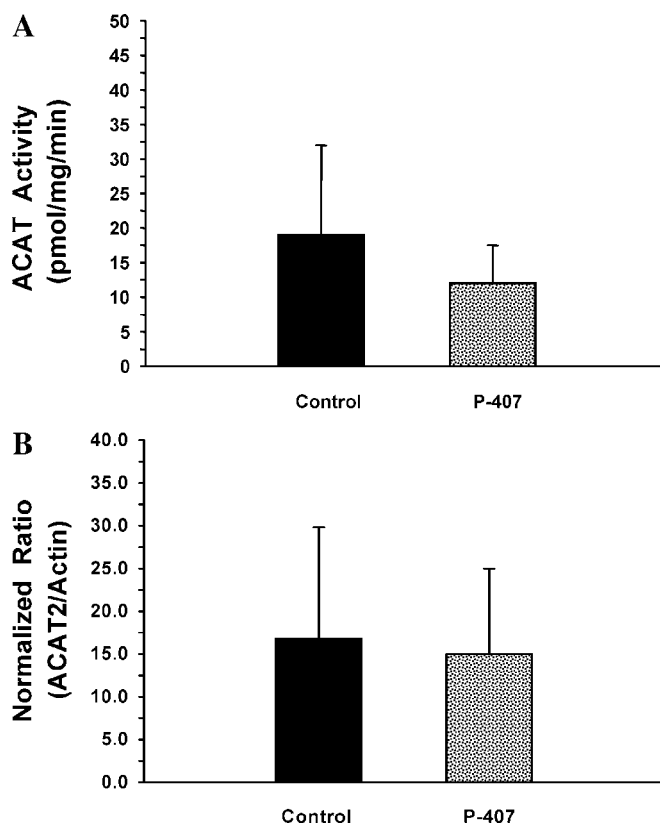 A
ACAT Activity
(pmol/mg/min)
50
45
40
35
30
25
20
15
10
5
0
Control P-407
B
Normalized Ratio
(ACAT2/Actin)
40.0
35.0
30.0
25.0
20.0
15.0
10.0
5.0
0.0
Control P-407